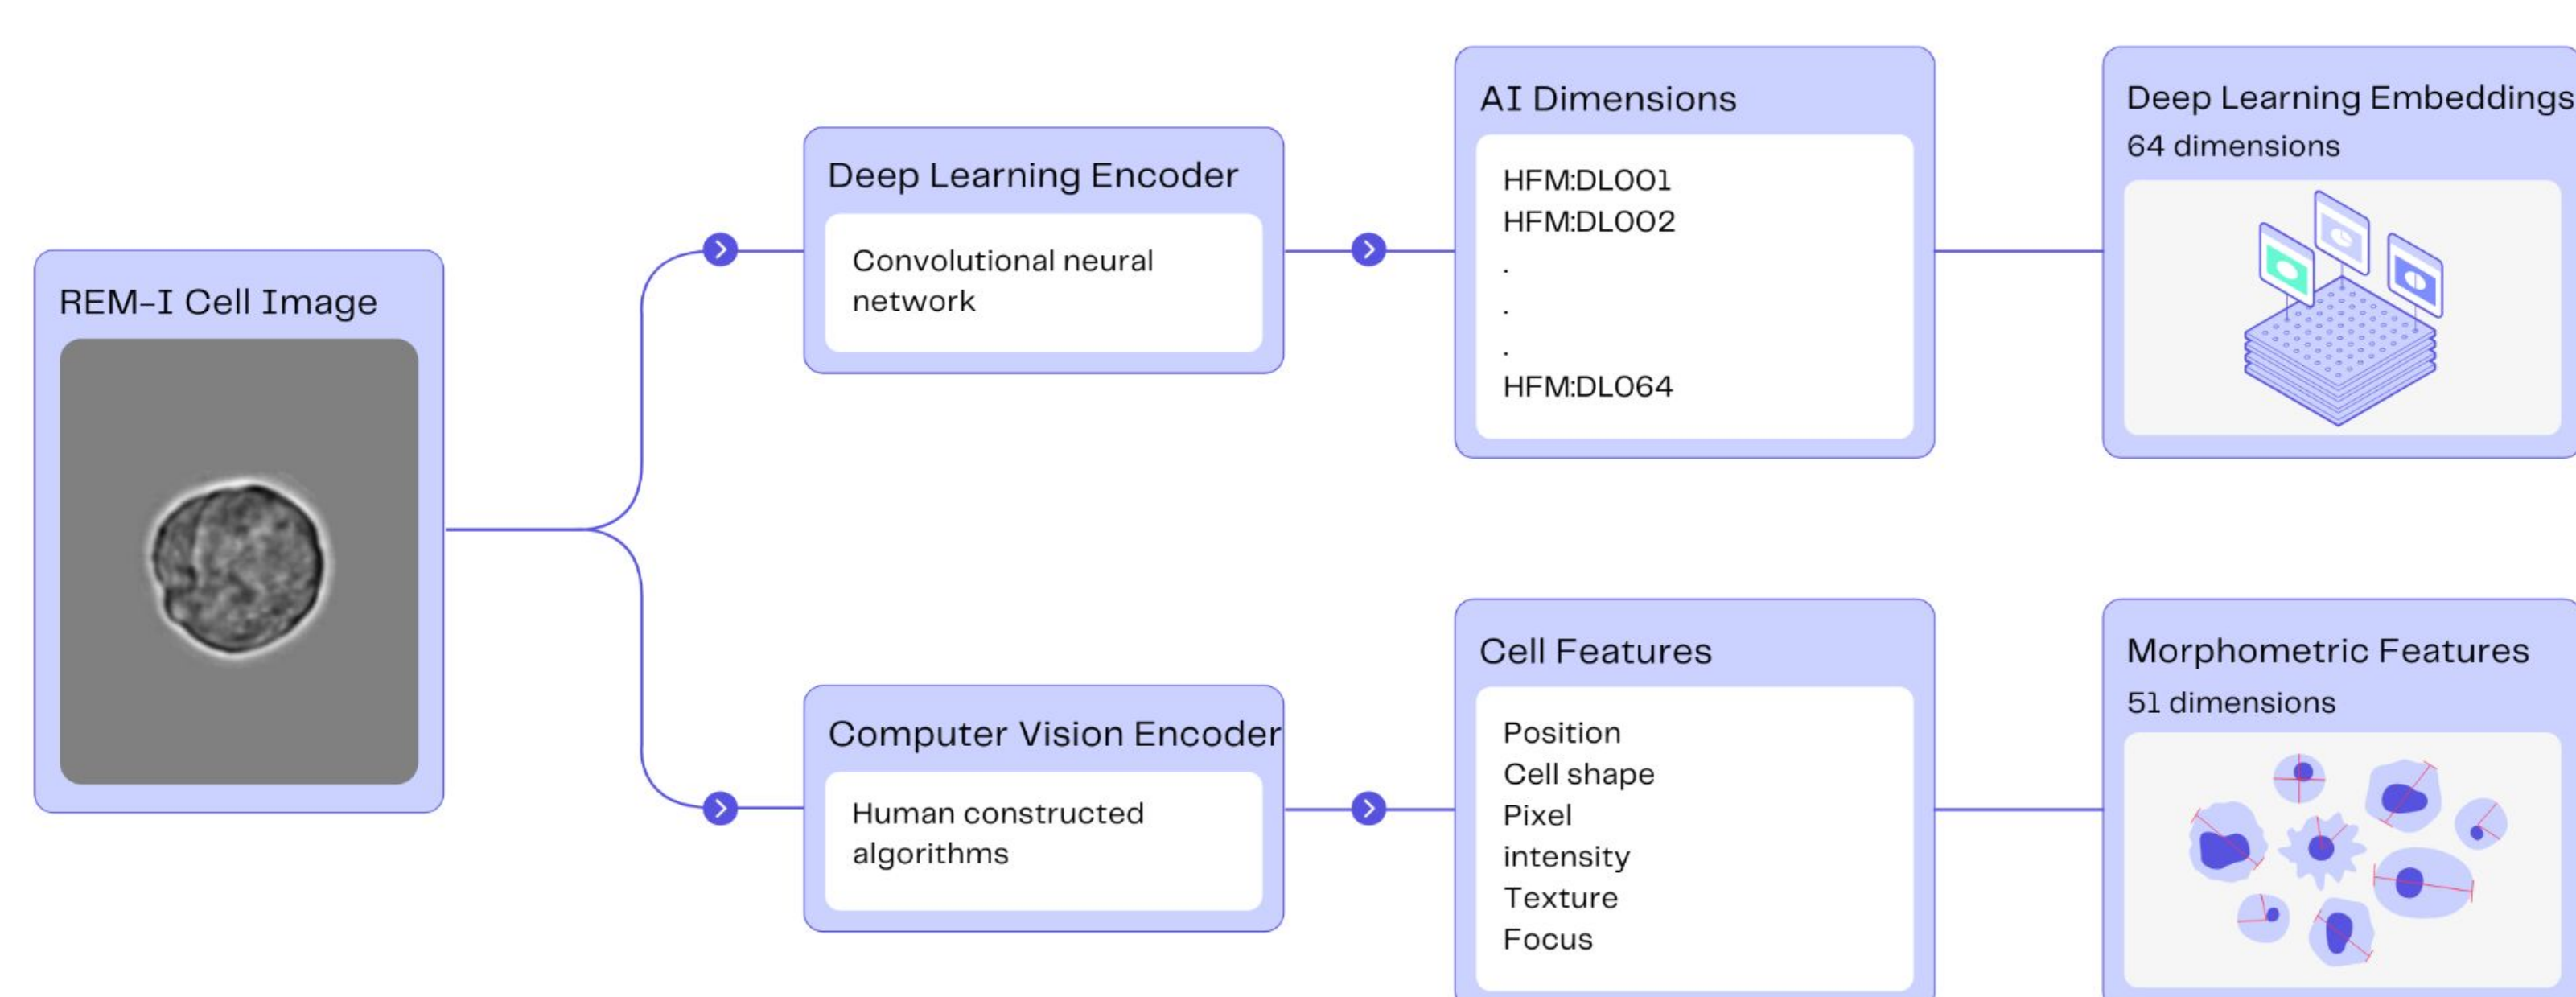 REM-I Cell Image
Deep Learning Encoder
Convolutional neural
network
AI Dimensions
HFM:DL001
HFM:DL002
.
.
.
HFM:DL064
Deep Learning Embeddings
64 dimensions
Computer Vision Encoder
Human constructed
algorithms
Cell Features
Position
Cell shape
Pixel
intensity
Texture
Focus
Morphometric Features
51 dimensions